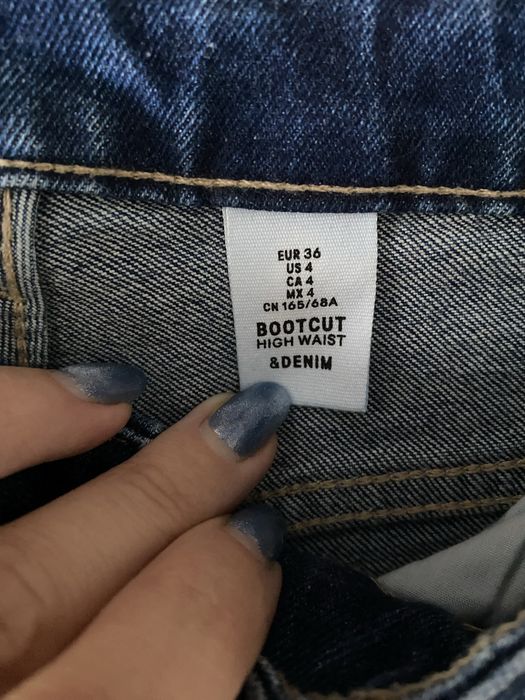 EUR 36
US 4
CA 4
MX 4
CN 165/68A
BOOTCUT
HIGH WAIST
&DENIM